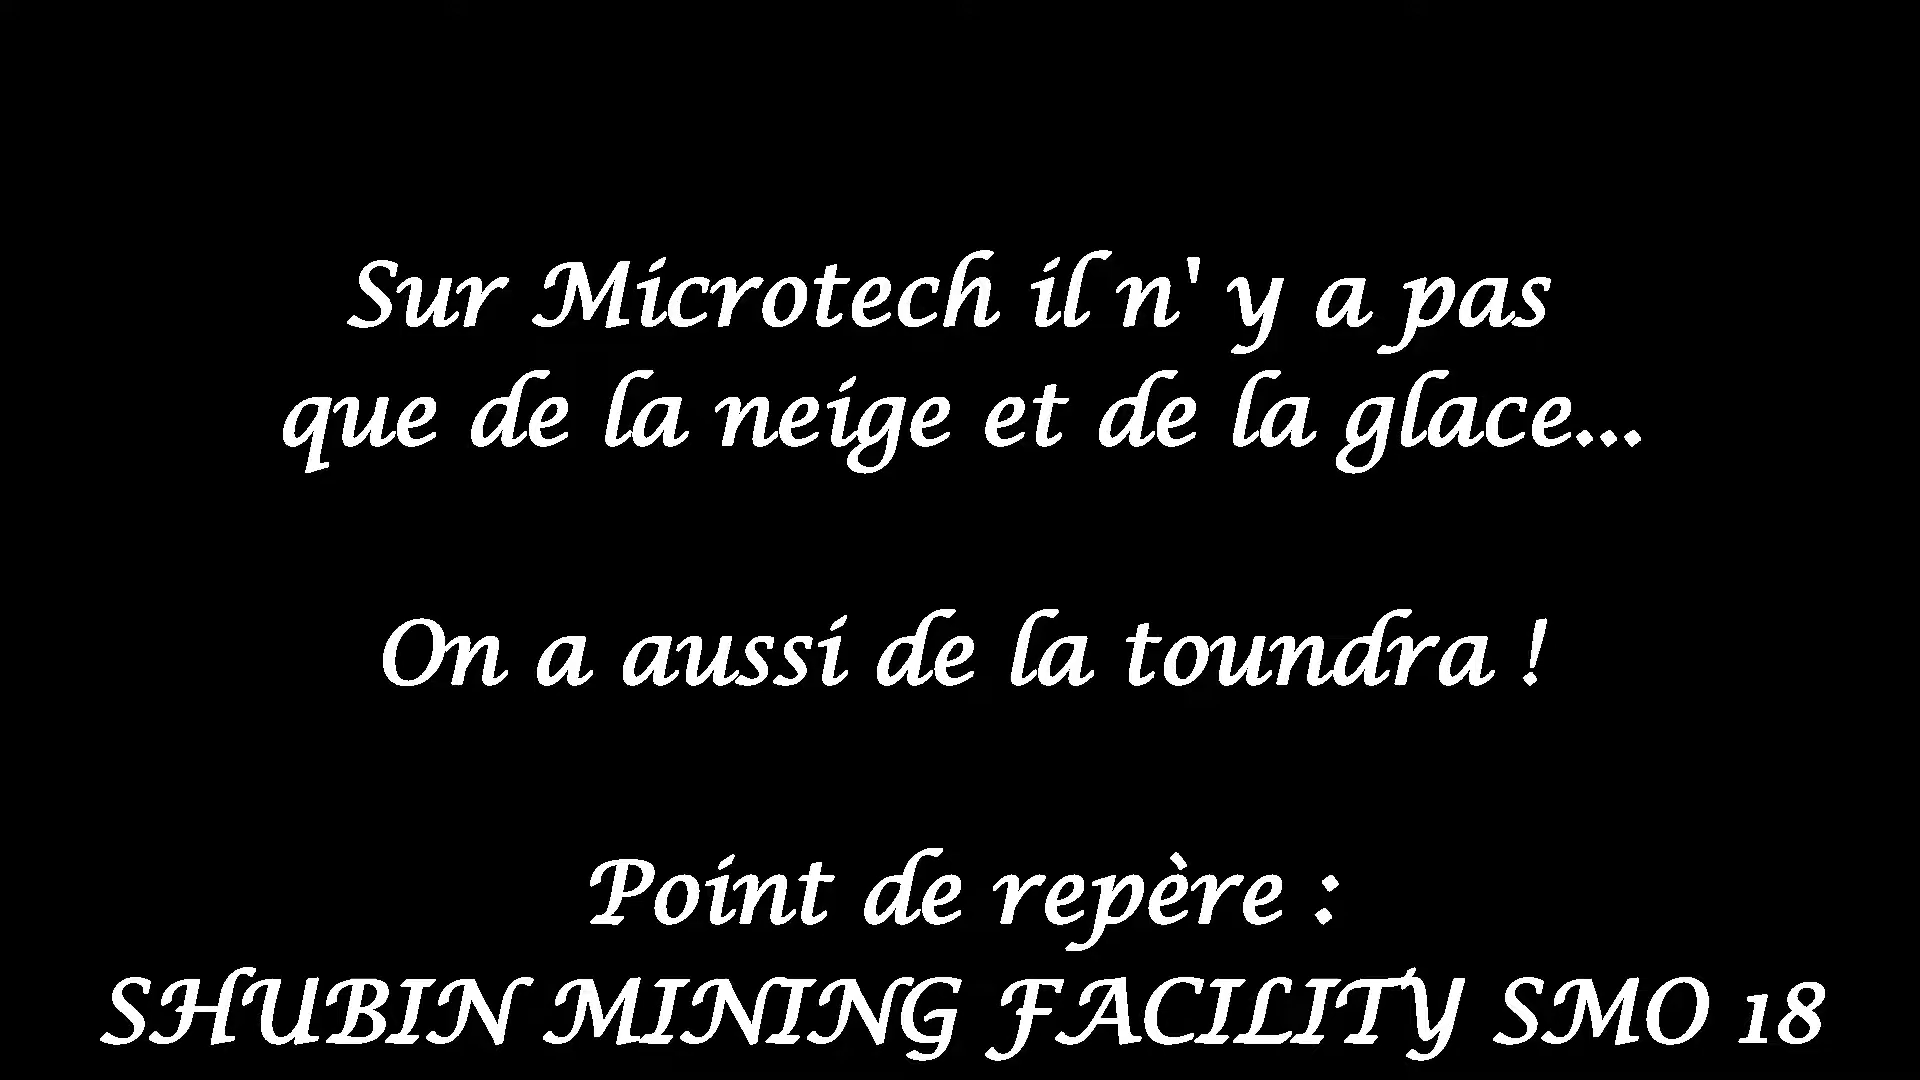 Sur Microtech il n' y a pas
que de la neige et de la glace...
On a aussi de la toundra !
Point de repère :
SHUBIN MINING FACILITY SMO 18